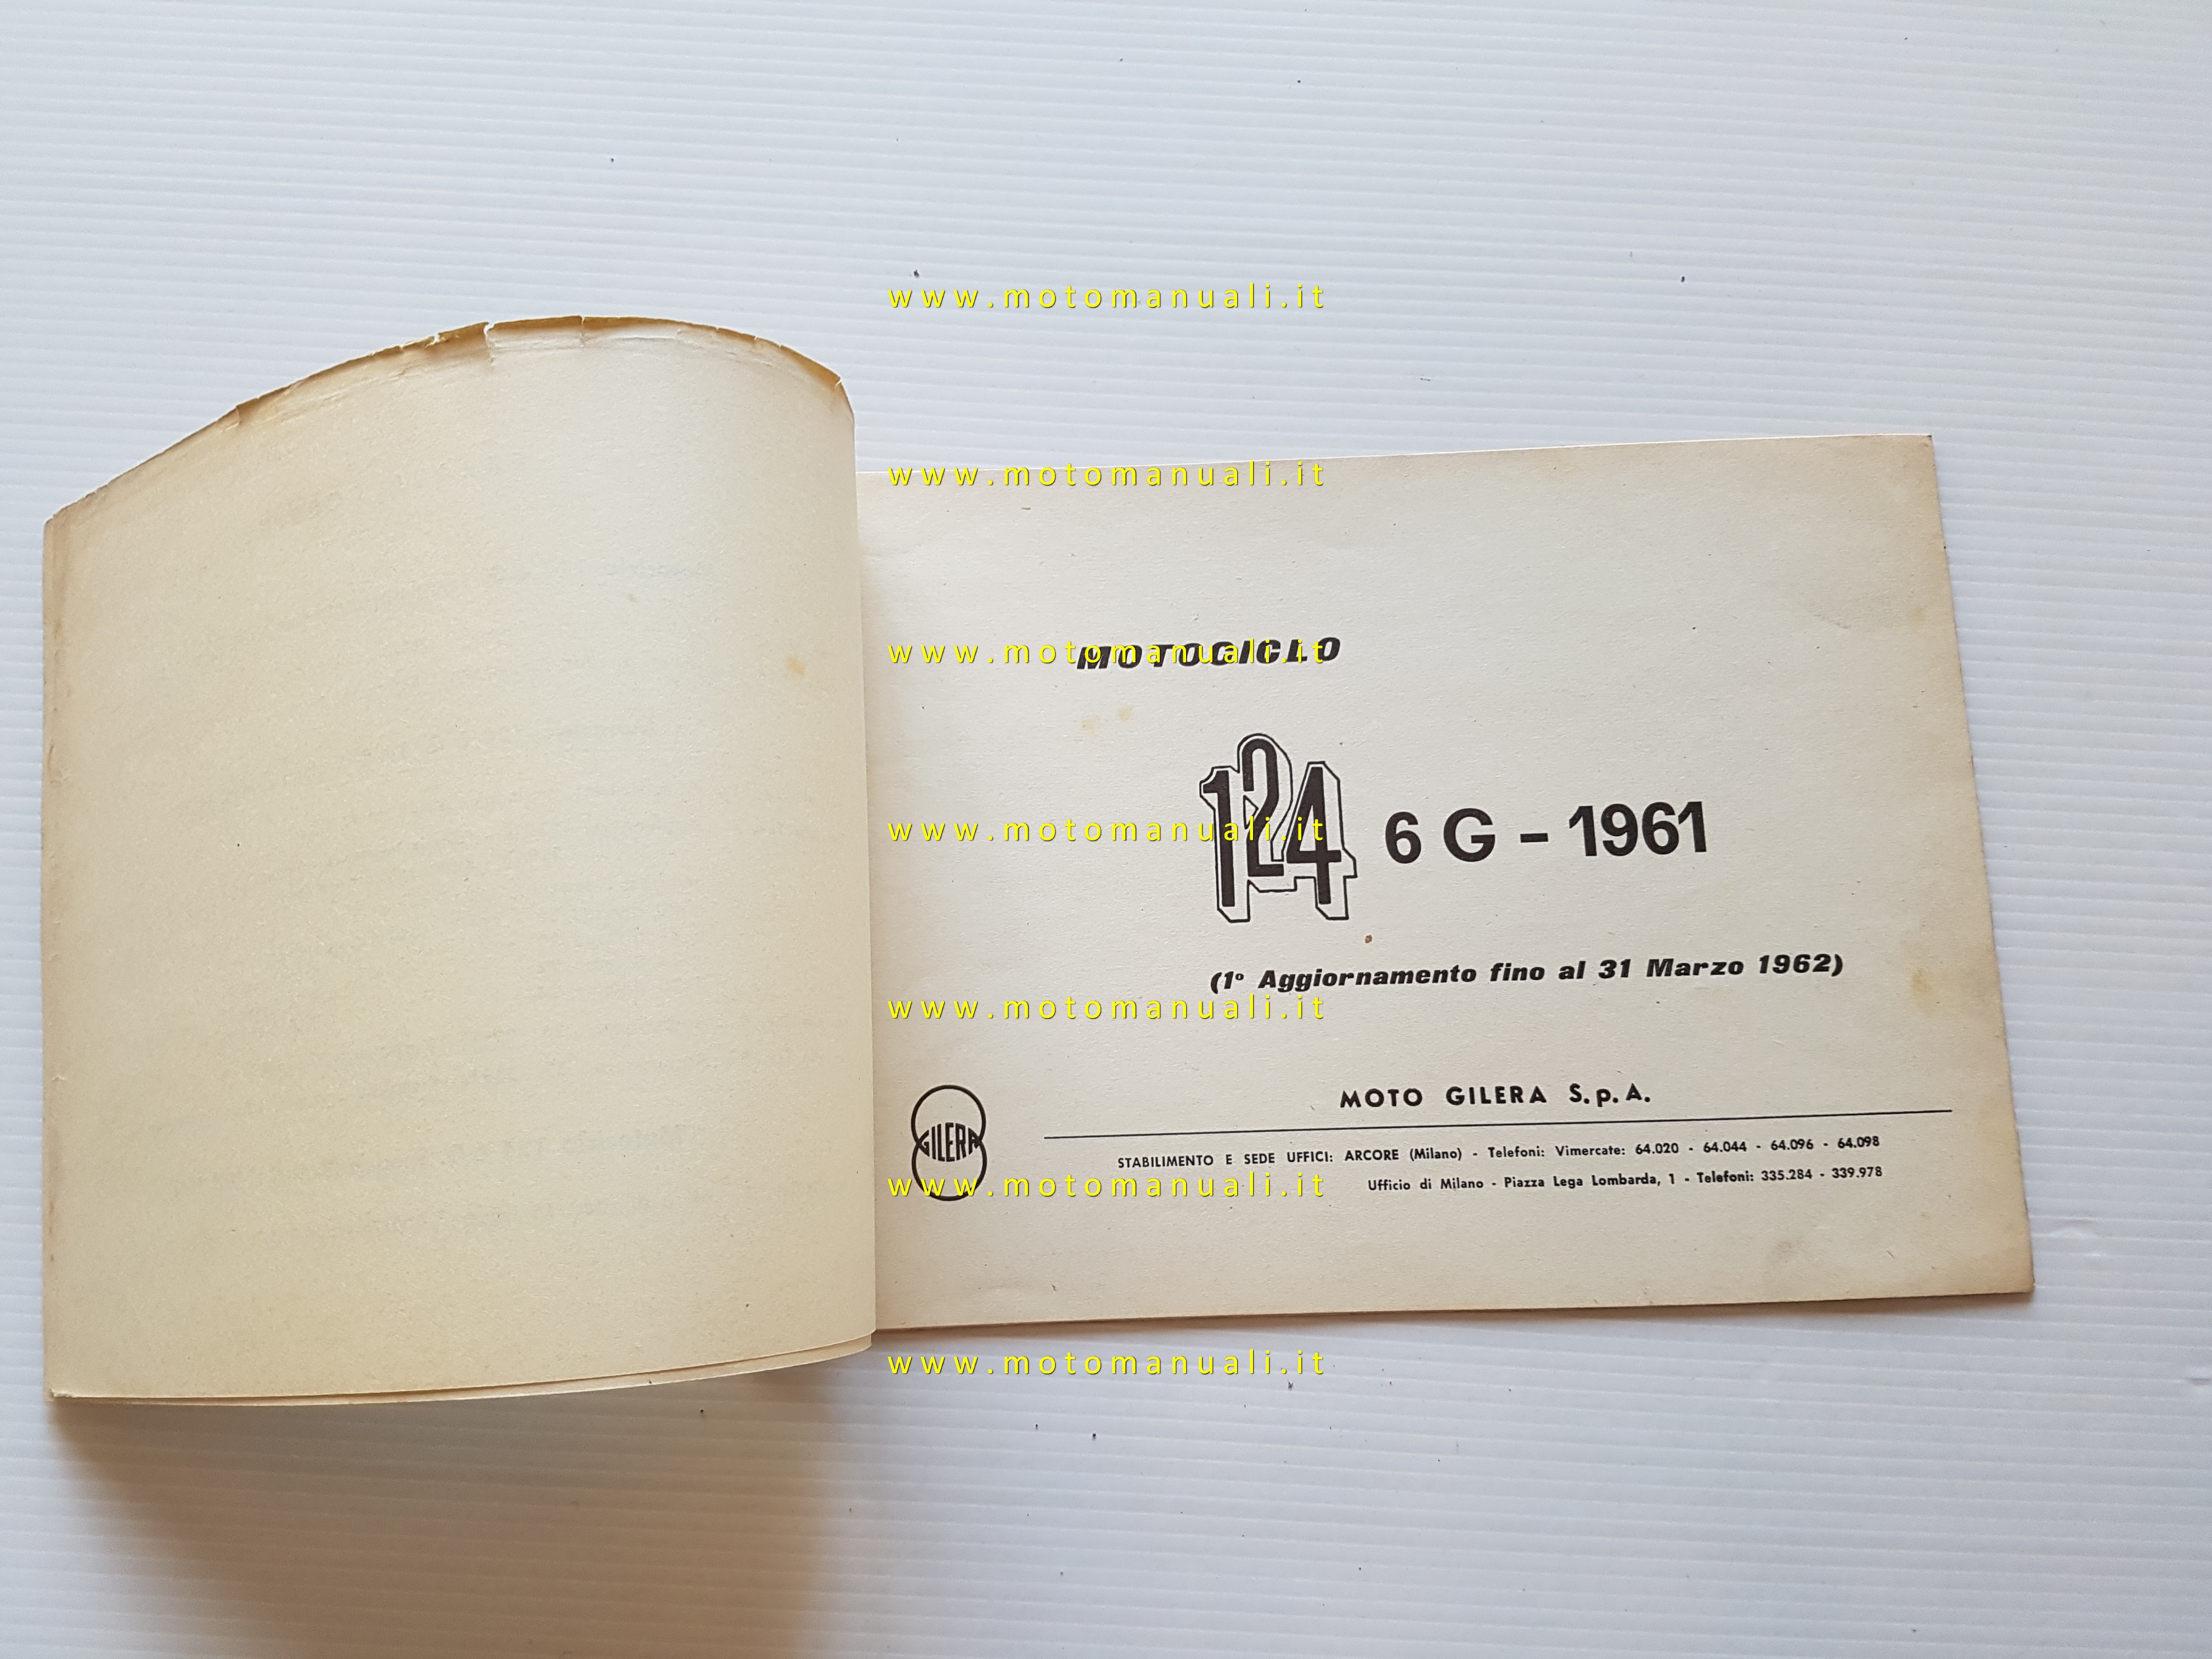 www.motomanuali.it
www.motomanuali.it
MOTOCICLO
www.motomanuali.it
124 6 G - 1961
www.motomanuali.it
(1º Aggiornamento fino al 31 Marzo 1962)
www.motomanuali.it
MOTO GILERA S.p.A.
GILERA
STABILIMENTO E SEDE UFFICI: ARCORE (Milano) - Telefoni: Vimercate: 64.020 - 64.044 - 64.096 - 64.098
Ufficio di Milano - Piazza Lega Lombarda, 1 - Telefoni: 335.284 - 339.978
www.motomanuali.it
www.motomanuali.it